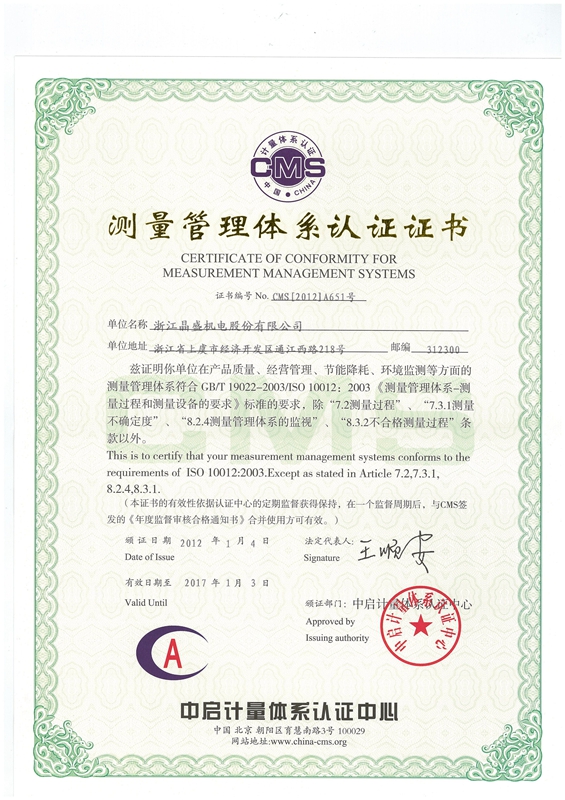 计量体系认证
CMS
中国●CHINA
测量管理体系认证证书
CERTIFICATE OF CONFORMITY FOR
MEASUREMENT MANAGEMENT SYSTEMS
证书编号 No. CMS[2012]A651号
单位名称 浙江晶盛机电股份有限公司
单位地址 浙江省上虞市经济开发区通江西路218号 邮编 312300
兹证明你单位在产品质量、经营管理、节能降耗、环境监测等方面的
测量管理体系符合 GB/T 19022-2003/ISO 10012：2003《测量管理体系-测
量过程和测量设备的要求》标准的要求，除“7.2测量过程”、“7.3.1测量
不确定度”、“8.2.4测量管理体系的监视”、“8.3.2不合格测量过程”条
款以外。
This is to certify that your measurement management systems conforms to the
requirements of ISO 10012:2003.Except as stated in Article 7.2,7.3.1,
8.2.4,8.3.1.
（本证书的有效性依据认证中心的定期监督获得保持，在一个监督周期后，与CMS签
发的《年度监督审核合格通知书》合并使用方可有效。）
颁证日期 2012 年 1 月 4 日
Date of Issue
法定代表人:
Signature
有效日期至 2017 年 1 月 3 日
Valid Until
颁证部门: 中启计量体系认证中心
Approved by
Issuing authority
中启计量体系认证中心
CA
中启计量体系认证中心
中国 北京 朝阳区育慧南路3号 100029
网站地址:www.china-cms.org